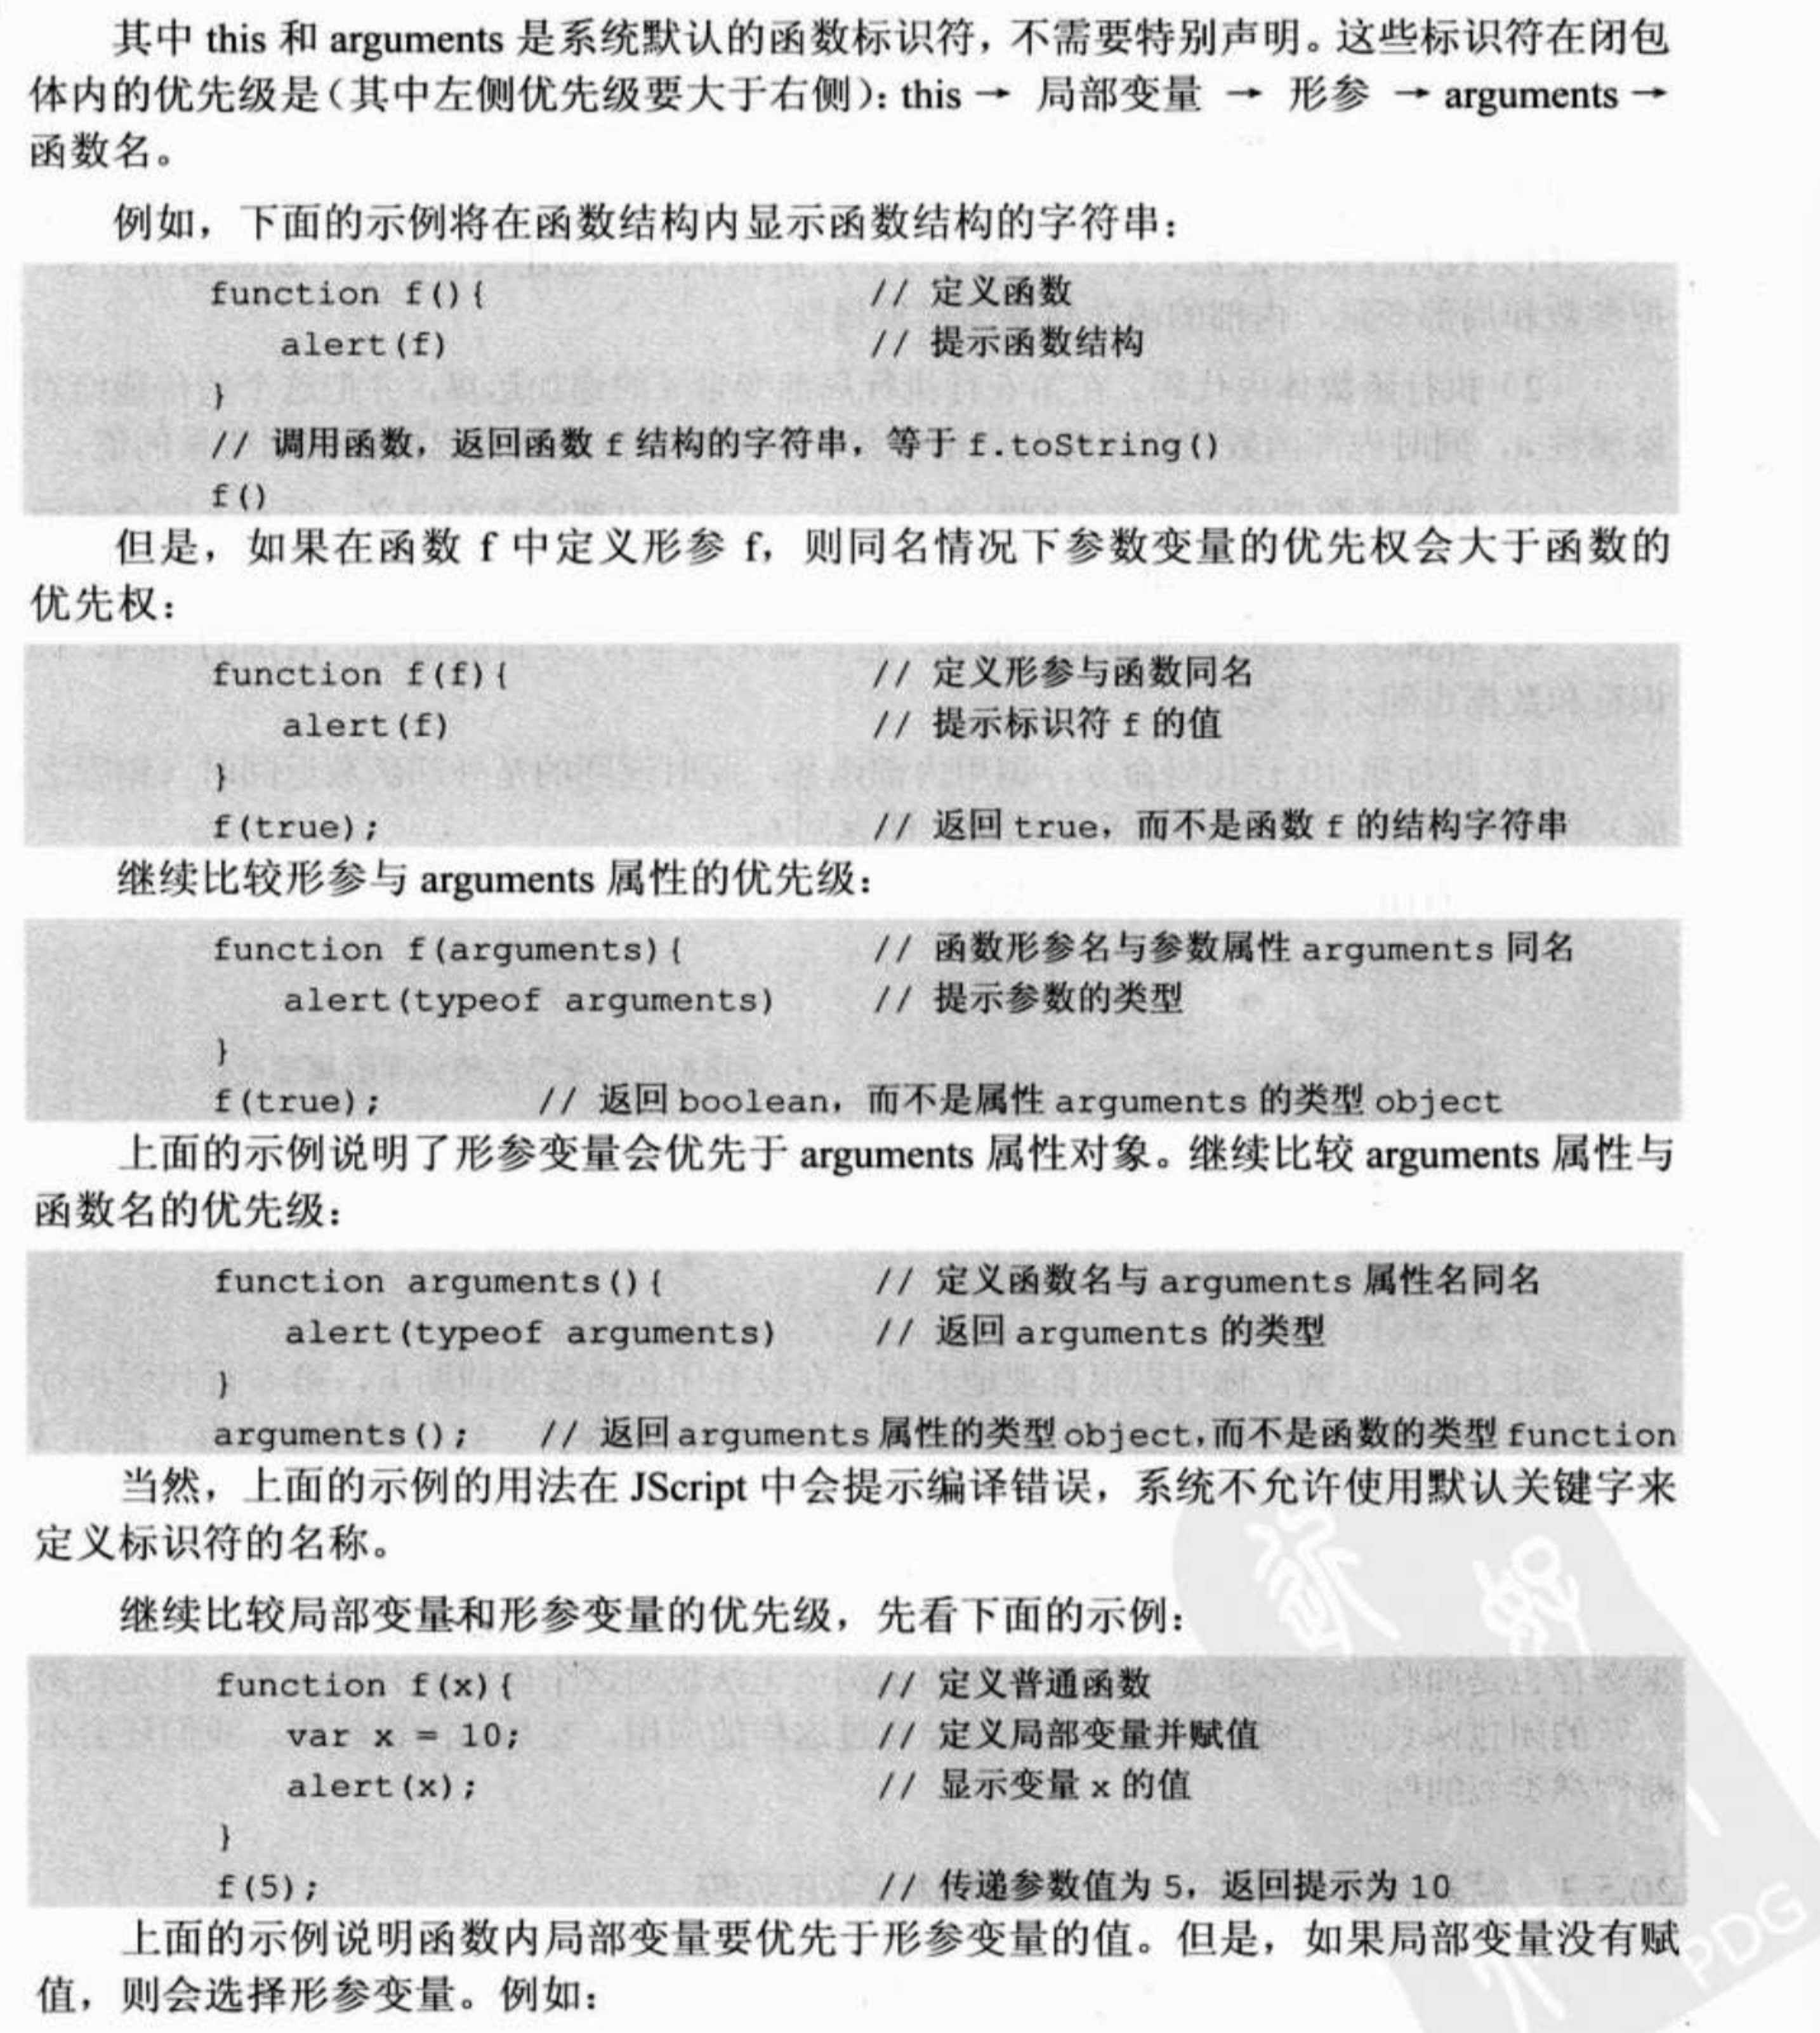 其中 this 和 arguments 是系统默认的函数标识符，不需要特别声明。这些标识符在闭包
体内的优先级是（其中左侧优先级要大于右侧）：this → 局部变量 → 形参 → arguments →
函数名。
例如，下面的示例将在函数结构内显示函数结构的字符串：
function f(){ // 定义函数
alert(f) // 提示函数结构
}
// 调用函数，返回函数 f 结构的字符串，等于 f.toString()
f()
但是，如果在函数 f 中定义形参 f，则同名情况下参数变量的优先权会大于函数的
优先权：
function f(f){ // 定义形参与函数同名
alert(f) // 提示标识符 f 的值
}
f(true); // 返回 true，而不是函数 f 的结构字符串
继续比较形参与 arguments 属性的优先级：
function f(arguments){ // 函数形参名与参数属性 arguments 同名
alert(typeof arguments) // 提示参数的类型
}
f(true); // 返回 boolean，而不是属性 arguments 的类型 object
上面的示例说明了形参变量会优先于 arguments 属性对象。继续比较 arguments 属性与
函数名的优先级：
function arguments(){ // 定义函数名与 arguments 属性名同名
alert(typeof arguments) // 返回 arguments 的类型
}
arguments(); // 返回 arguments 属性的类型 object，而不是函数的类型 function
当然，上面的示例的用法在 JScript 中会提示编译错误，系统不允许使用默认关键字来
定义标识符的名称。
继续比较局部变量和形参变量的优先级，先看下面的示例：
function f(x){ // 定义普通函数
var x = 10; // 定义局部变量并赋值
alert(x); // 显示变量 x 的值
}
f(5); // 传递参数值为 5，返回提示为 10
上面的示例说明函数内局部变量要优先于形参变量的值。但是，如果局部变量没有赋
值，则会选择形参变量。例如：
PDG